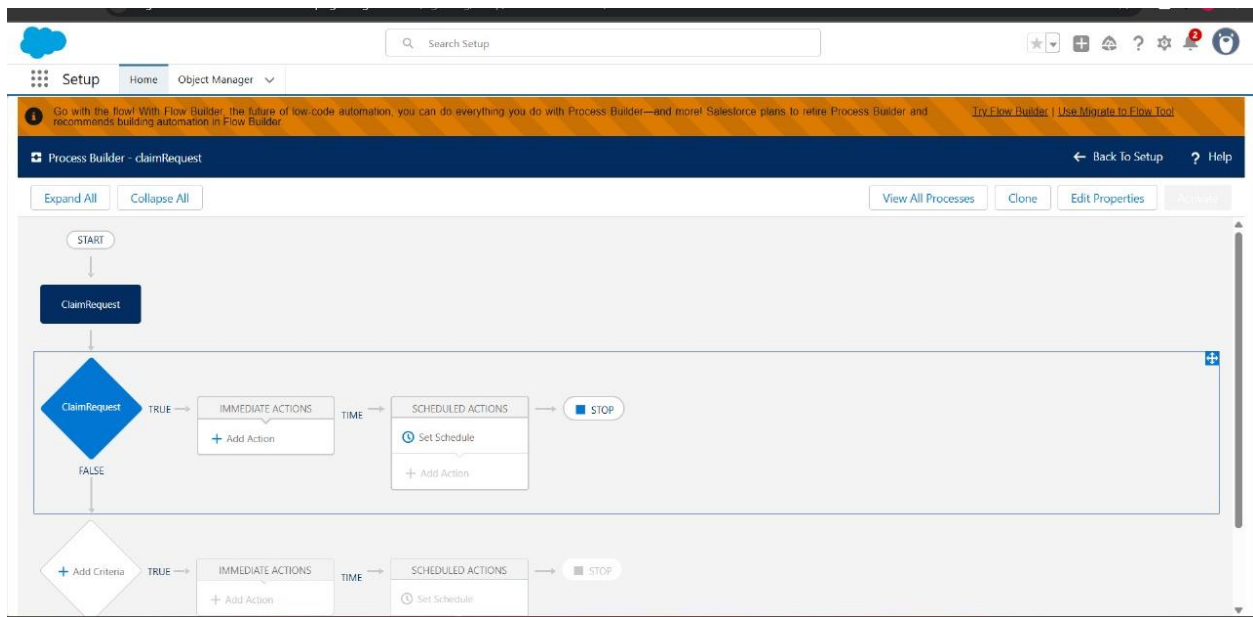 Search Setup
2
Setup Home Object Manager
Go with the flow! With Flow Builder, the future of low-code automation, you can do everything you do with Process Builder—and more! Salesforce plans to retire Process Builder and Try Flow Builder | Use Migrate to Flow Tool
recommends building automation in Flow Builder.
Process Builder - claimRequest Back To Setup ? Help
Expand All Collapse All View All Processes Clone Edit Properties Activate
START
ClaimRequest
ClaimRequest TRUE IMMEDIATE ACTIONS TIME SCHEDULED ACTIONS STOP
+ Add Action Set Schedule
FALSE + Add Action
+ Add Criteria TRUE IMMEDIATE ACTIONS TIME SCHEDULED ACTIONS STOP
+ Add Action Set Schedule